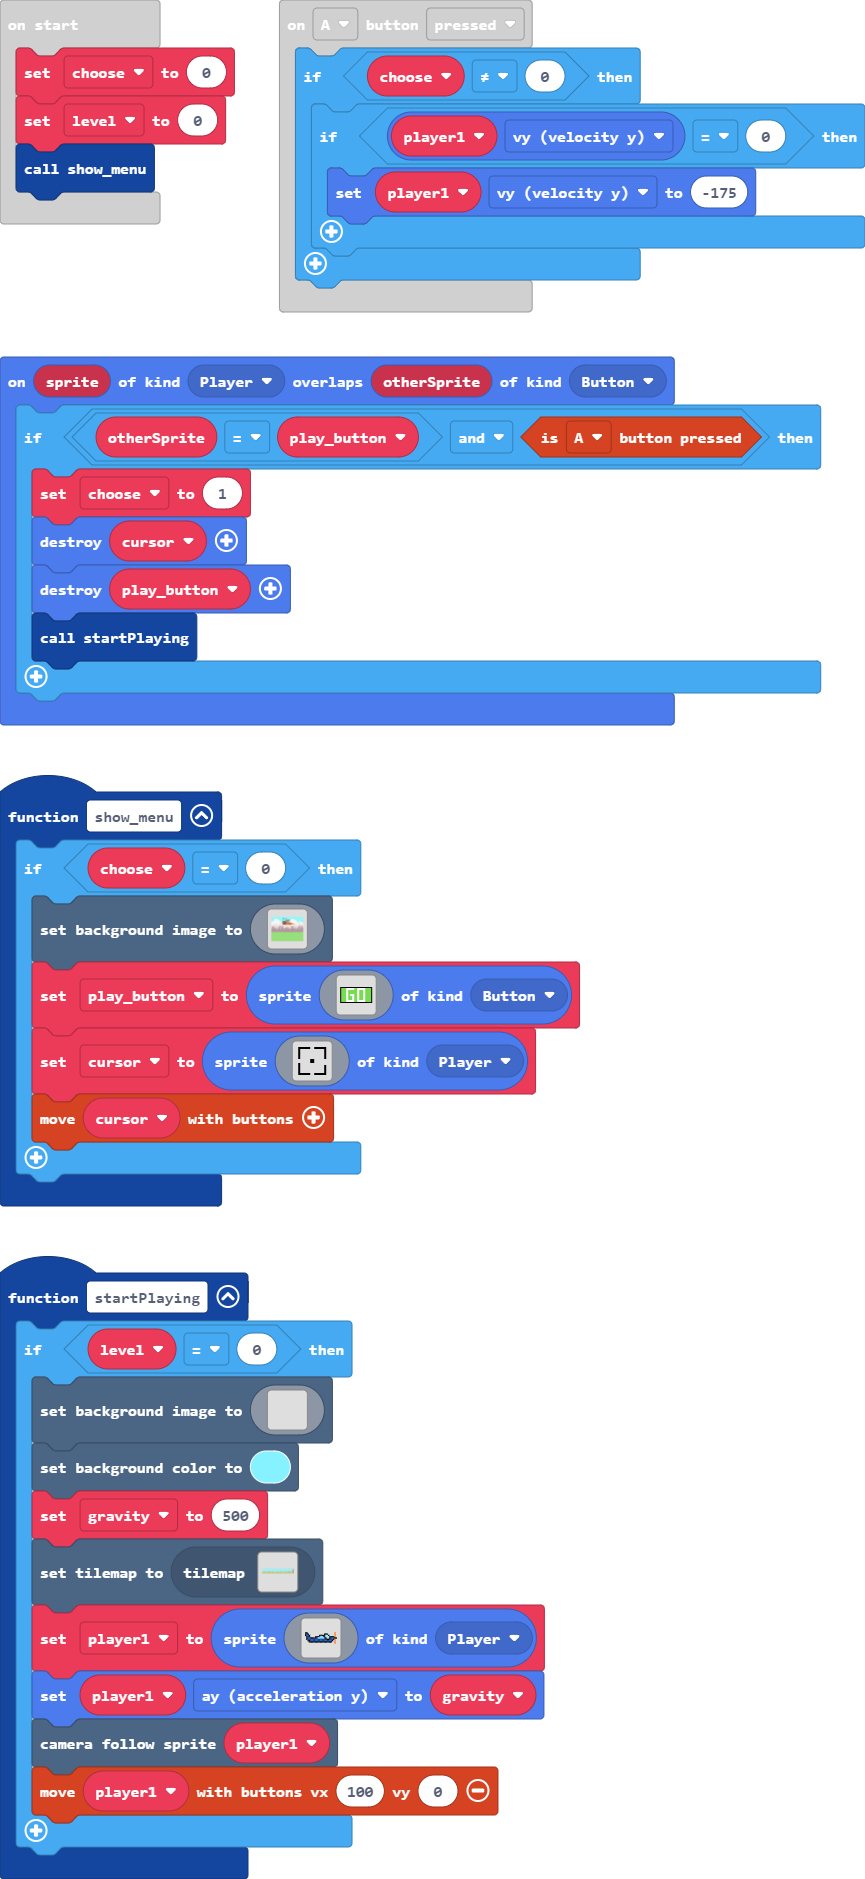 on start
set choose to 0
set level to 0
call show_menu
on A button pressed
if choose ≠ 0 then
if player1 vy (velocity y) = 0 then
set player1 vy (velocity y) to -175
on sprite of kind Player overlaps otherSprite of kind Button
if otherSprite = play_button and is A button pressed then
set choose to 1
destroy cursor
destroy play_button
call startPlaying
function show_menu
if choose = 0 then
set background image to
set play_button to sprite GO of kind Button
set cursor to sprite of kind Player
move cursor with buttons
function startPlaying
if level = 0 then
set background image to
set background color to
set gravity to 500
set tilemap to tilemap
set player1 to sprite of kind Player
set player1 ay (acceleration y) to gravity
camera follow sprite player1
move player1 with buttons vx 100 vy 0